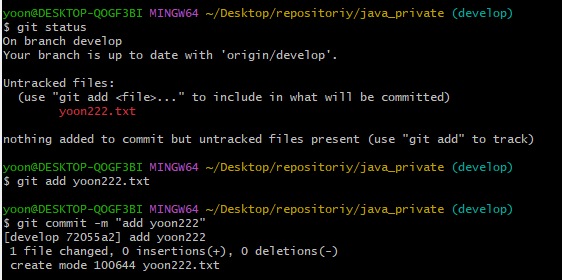 yoon@DESKTOP-QOGF3BI MINGW64 ~/Desktop/repositoriy/java_private (develop)
$ git status
On branch develop
Your branch is up to date with 'origin/develop'.
Untracked files:
(use "git add <file>..." to include in what will be committed)
yoon222.txt
nothing added to commit but untracked files present (use "git add" to track)
yoon@DESKTOP-QOGF3BI MINGW64 ~/Desktop/repositoriy/java_private (develop)
$ git add yoon222.txt
yoon@DESKTOP-QOGF3BI MINGW64 ~/Desktop/repositoriy/java_private (develop)
$ git commit -m "add yoon222"
[develop 72055a2] add yoon222
1 file changed, 0 insertions(+), 0 deletions(-)
create mode 100644 yoon222.txt